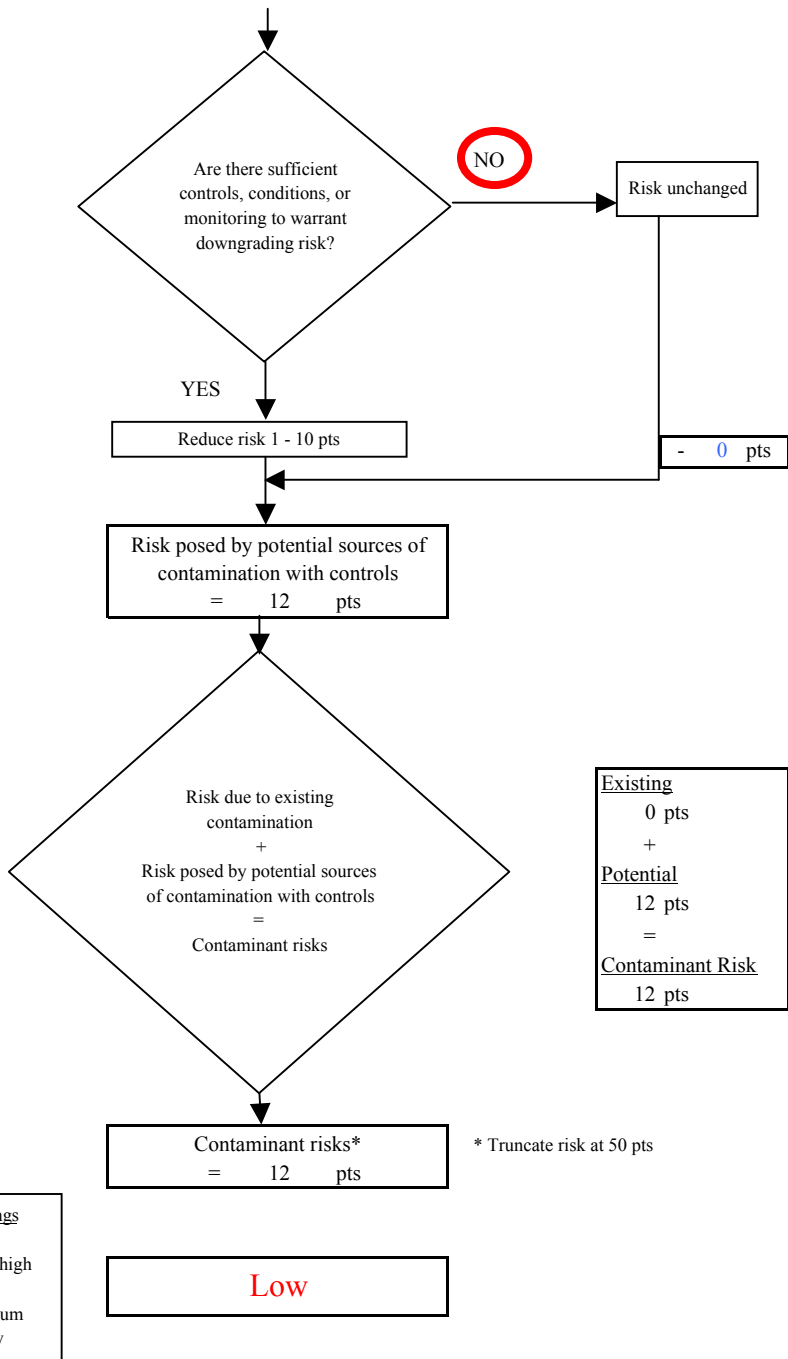 Are there sufficient
controls, conditions, or
monitoring to warrant
downgrading risk?
NO
Risk unchanged
YES
Reduce risk 1 - 10 pts
- 0 pts
Risk posed by potential sources of
contamination with controls
= 12 pts
Risk due to existing
contamination
+
Risk posed by potential sources
of contamination with controls
=
Contaminant risks
Existing
0 pts
+
Potential
12 pts
=
Contaminant Risk
12 pts
Contaminant risks*
= 12 pts
* Truncate risk at 50 pts
high
Low